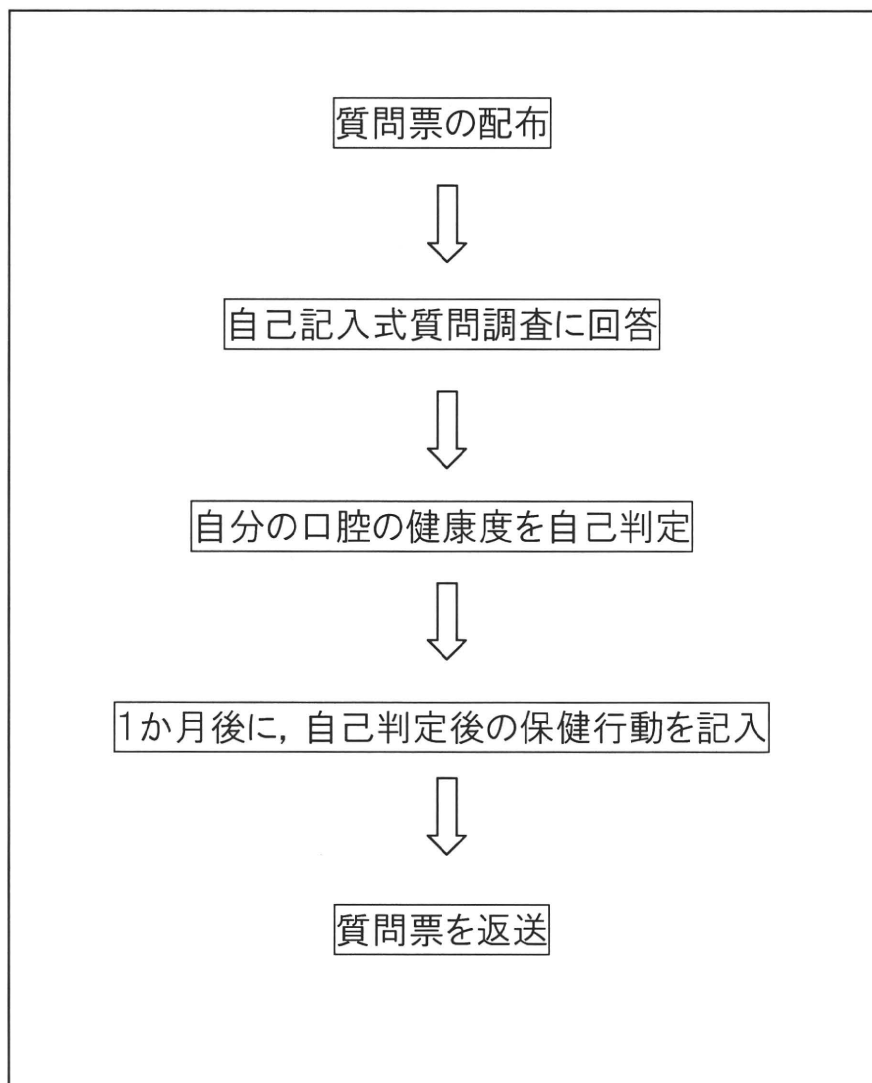 質問票の配布
自己記入式質問調査に回答
自分の口腔の健康度を自己判定
1か月後に，自己判定後の保健行動を記入
質問票を返送